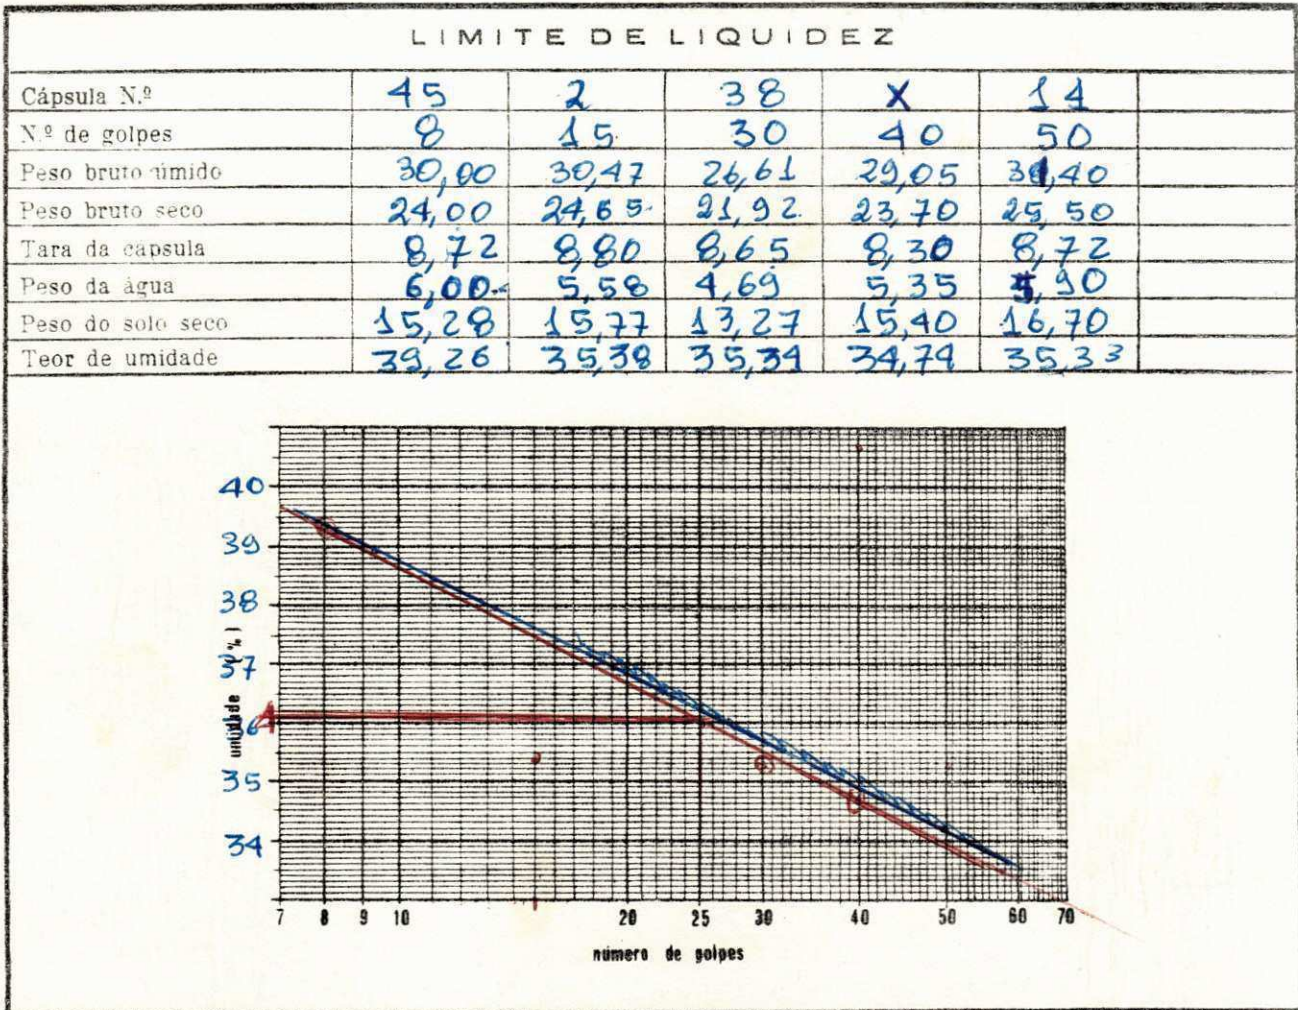 LIMITE DE LIQUIDEZ
Cápsula N.º 45 2 38 X 14
N.º de golpes 8 15 30 40 50
Peso bruto úmido 30,00 30,47 26,61 29,05 31,40
Peso bruto seco 24,00 24,65 21,92 23,70 25,50
Tara da cápsula 8,72 8,80 8,65 8,30 8,72
Peso da água 6,00 5,58 4,69 5,35 5,90
Peso do solo seco 15,28 15,77 13,27 15,40 16,70
Teor de umidade 39,26 35,38 35,34 34,74 35,33
40
39
38
37
36
35
34
umidade (%)
7 8 9 10 20 25 30 40 50 60 70
número de golpes